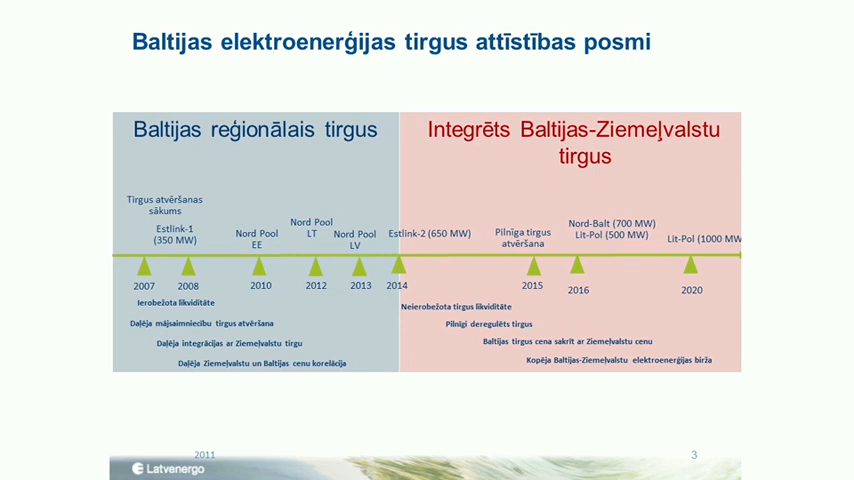 Baltijas elektroenerģijas tirgus attīstības posmi
Baltijas reģionālais tirgus
Integrēts Baltijas-Ziemeļvalstu
tirgus
Tirgus atvēršanas
sākums
Estlink-1
(350 MW)
Nord Pool
EE
Nord Pool
LT
Nord Pool
LV
Estlink-2 (650 MW)
Pilnīga tirgus
atvēršana
Nord-Balt (700 MW)
Lit-Pol (500 MW)
Lit-Pol (1000 MW
2007
2008
2010
2012
2013
2014
2015
2016
2020
Ierobežota likviditāte
Daļēja mājsaimniecību tirgus atvēršana
Daļēja integrācijas ar Ziemeļvalstu tirgu
Daļēja Ziemeļvalstu un Baltijas cenu korelācija
Neierobežota tirgus likviditāte
Pilnīgi deregulēts tirgus
Baltijas tirgus cena sakrīt ar Ziemeļvalstu cenu
Kopēja Baltijas-Ziemeļvalstu elektroenerģijas birža
2011
3
Latvenergo